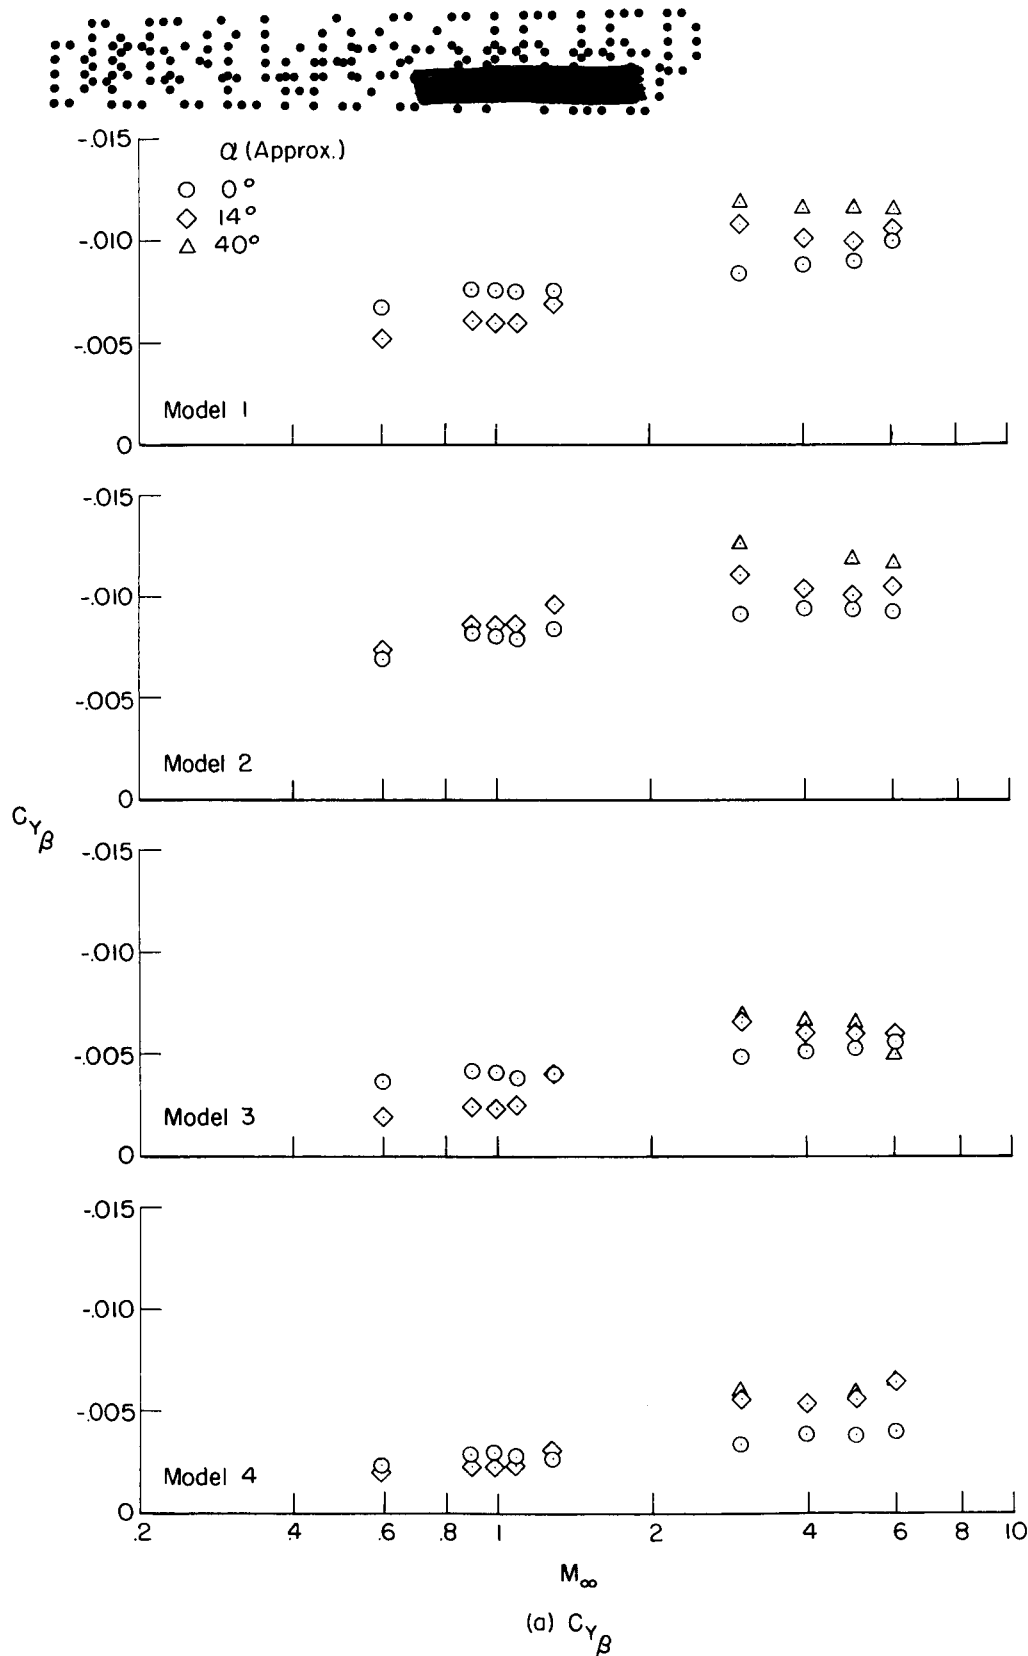 DECLASSIFIED
-.015
α (Approx.)
○ 0°
◇ 14°
△ 40°
-.010
-.005
Model 1
0
-.015
-.010
-.005
Model 2
0
C_Yβ
-.015
-.010
-.005
Model 3
0
-.015
-.010
-.005
Model 4
0
.2 .4 .6 .8 1 2 4 6 8 10
M∞
(a) C_Yβ